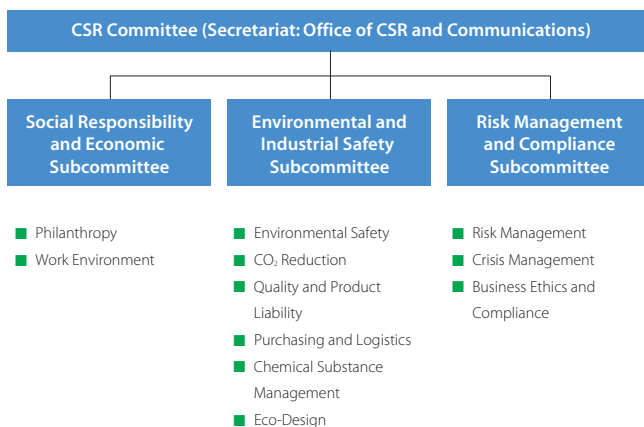 CSR Committee (Secretariat: Office of CSR and Communications)
Social Responsibility
and Economic
Subcommittee
Environmental and
Industrial Safety
Subcommittee
Risk Management
and Compliance
Subcommittee
Philanthropy
Work Environment
Environmental Safety
CO₂ Reduction
Quality and Product
Liability
Purchasing and Logistics
Chemical Substance
Management
Eco-Design
Risk Management
Crisis Management
Business Ethics and
Compliance